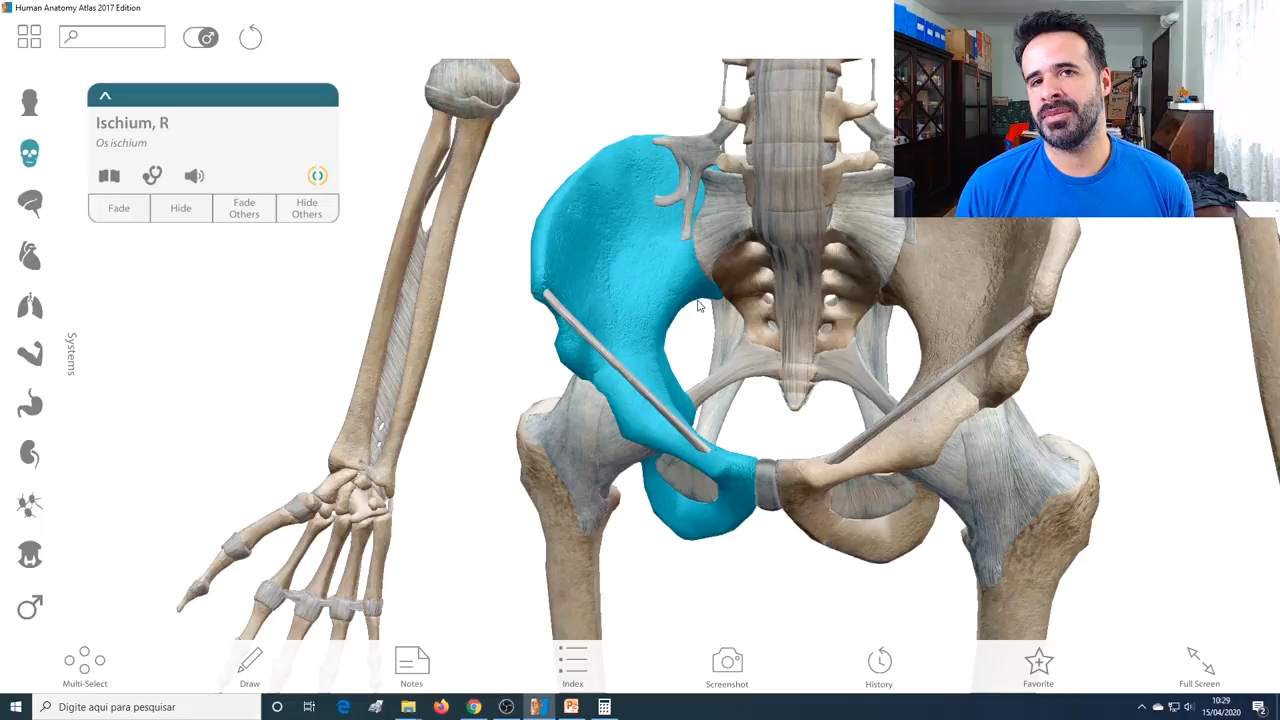 Human Anatomy Atlas 2017 Edition
Ischium, R
Os ischium
Fade
Hide
Fade
Others
Hide
Others
Systems
Multi-Select
Draw
Notes
Index
Screenshot
History
Favorite
Full Screen
Digite aqui para pesquisar
10:29
15/04/2020
2